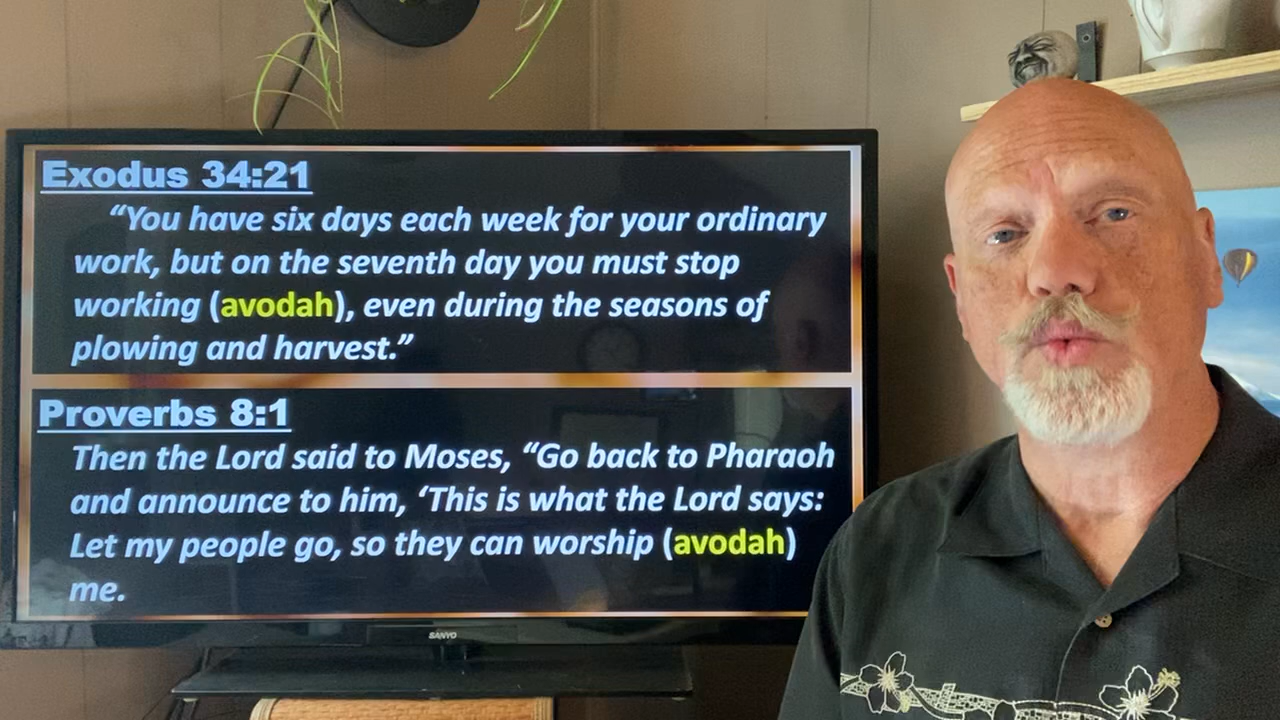 Exodus 34:21
“You have six days each week for your ordinary
work, but on the seventh day you must stop
working (avodah), even during the seasons of
plowing and harvest.”
Proverbs 8:1
Then the Lord said to Moses, “Go back to Pharaoh
and announce to him, ‘This is what the Lord says:
Let my people go, so they can worship (avodah)
me.
SANYO